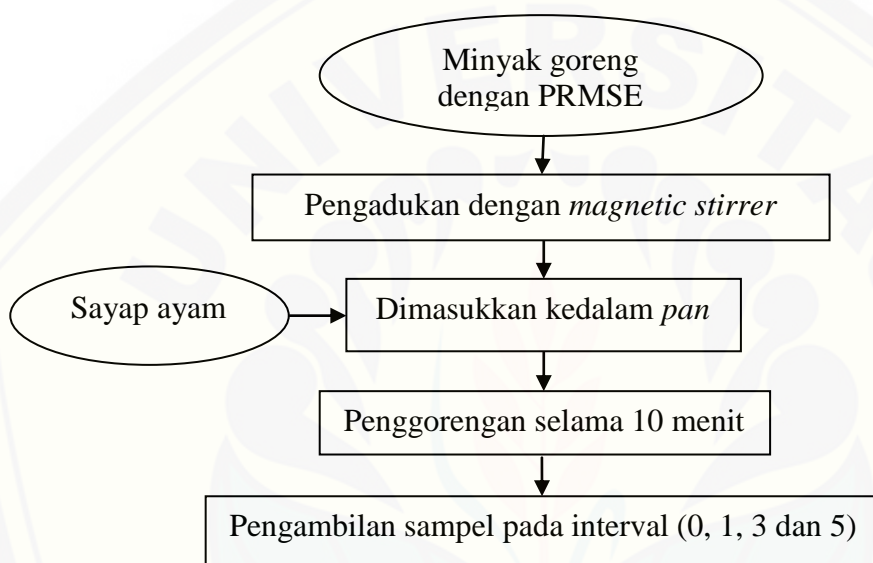 UNIVERSITA
Minyak goreng
dengan PRMSE
Pengadukan dengan magnetic stirrer
Sayap ayam
Dimasukkan kedalam pan
Penggorengan selama 10 menit
Pengambilan sampel pada interval (0, 1, 3 dan 5)